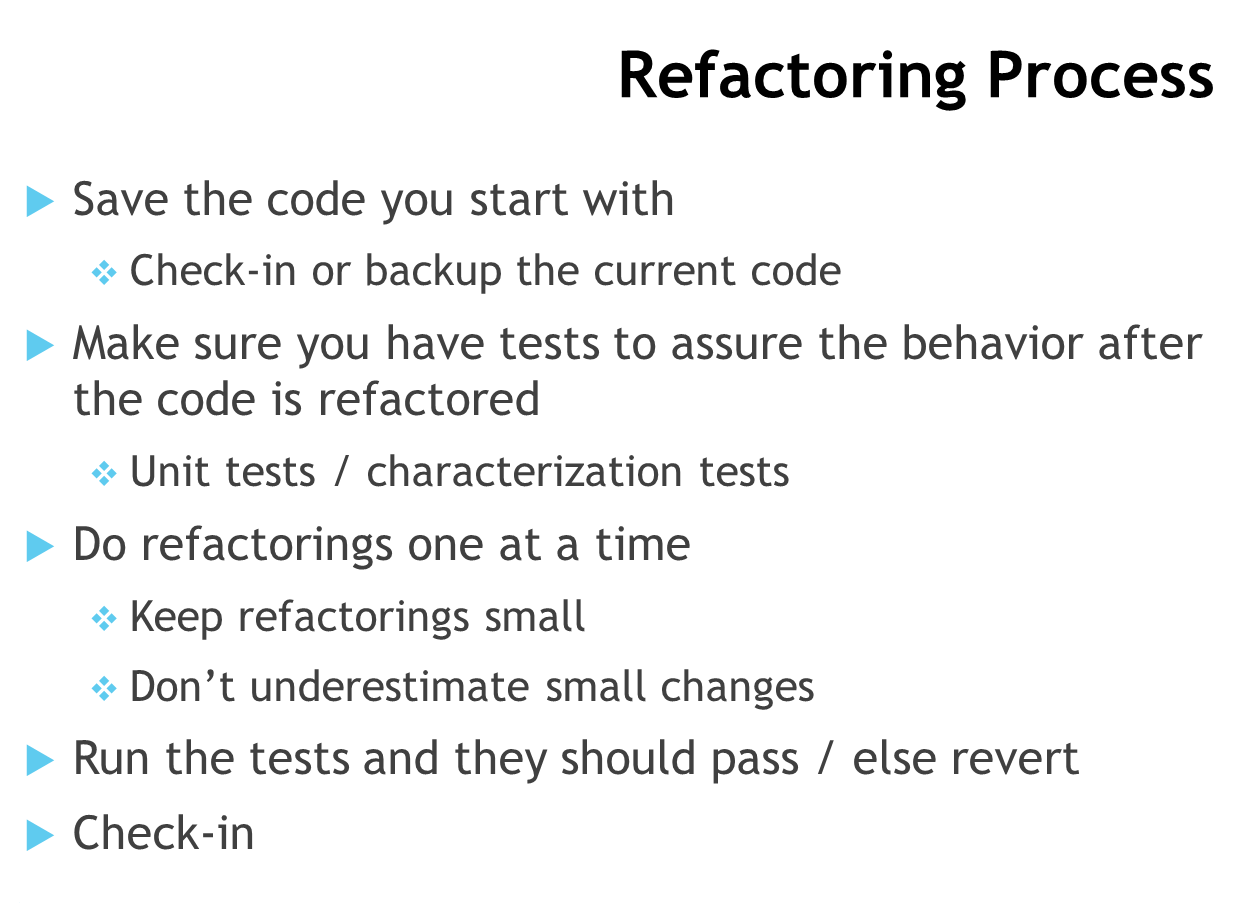 Refactoring Process
Save the code you start with
Check-in or backup the current code
Make sure you have tests to assure the behavior after
the code is refactored
Unit tests / characterization tests
Do refactorings one at a time
Keep refactorings small
Don’t underestimate small changes
Run the tests and they should pass / else revert
Check-in